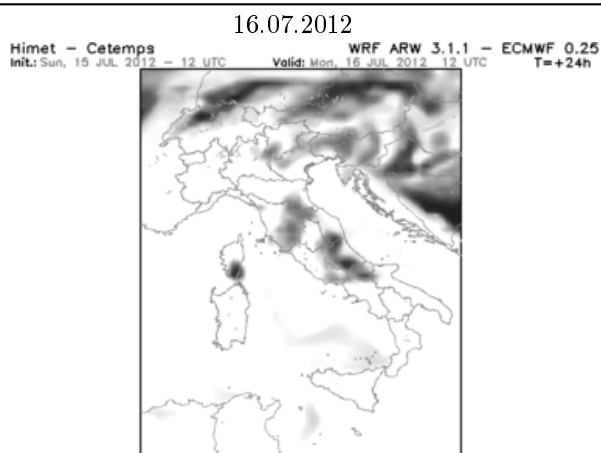 16.07.2012
Himet - Cetemps WRF ARW 3.1.1 - ECMWF 0.25
Init.: Sun, 15 JUL 2012 - 12 UTC Valid: Mon, 16 JUL 2012 12 UTC T=+24h